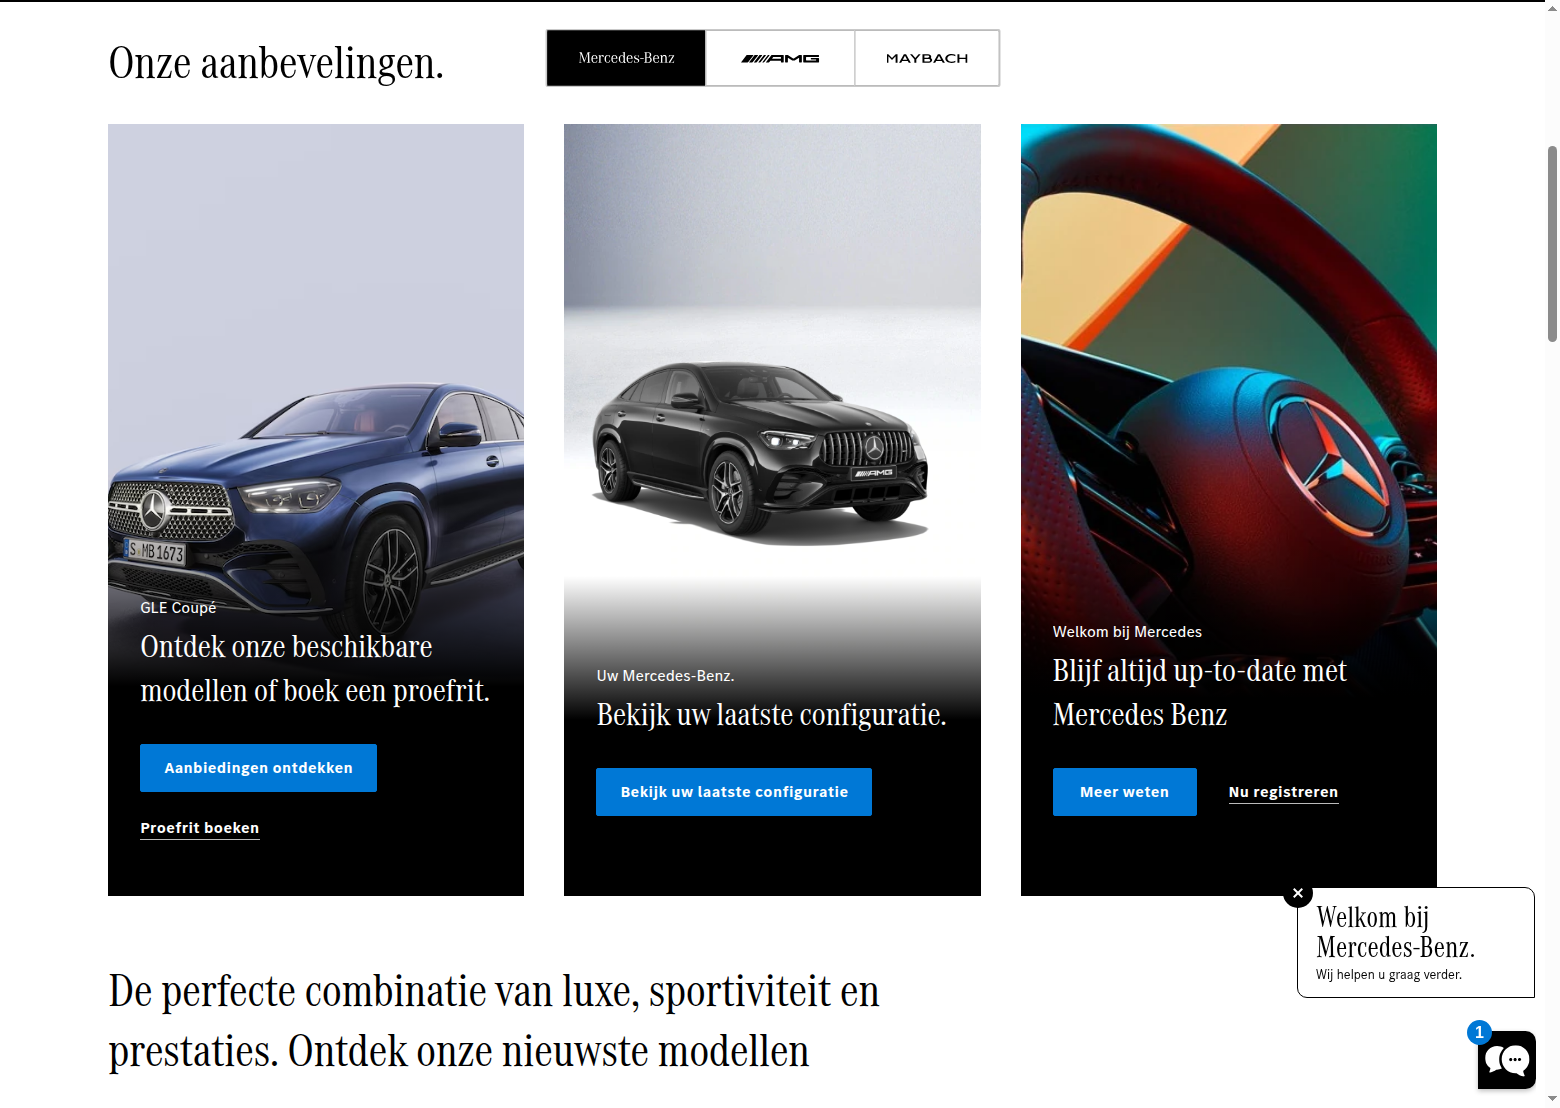 Onze aanbevelingen.
Mercedes-Benz
AMG
MAYBACH
S MB 1673
GLE Coupé
Ontdek onze beschikbare
modellen of boek een proefrit.
Aanbiedingen ontdekken
Proefrit boeken
AMG
Uw Mercedes-Benz.
Bekijk uw laatste configuratie.
Bekijk uw laatste configuratie
Welkom bij Mercedes
Blijf altijd up-to-date met
Mercedes Benz
Meer weten
Nu registreren
Welkom bij
Mercedes-Benz.
Wij helpen u graag verder.
1
De perfecte combinatie van luxe, sportiviteit en
prestaties. Ontdek onze nieuwste modellen